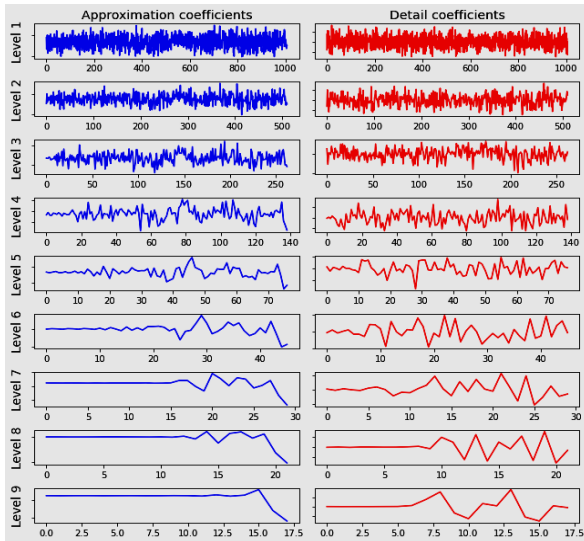 Approximation coefficients Detail coefficients
Level 1
0 200 400 600 800 1000 0 200 400 600 800 1000
Level 2
0 100 200 300 400 500 0 100 200 300 400 500
Level 3
0 50 100 150 200 250 0 50 100 150 200 250
Level 4
0 20 40 60 80 100 120 140 0 20 40 60 80 100 120 140
Level 5
0 10 20 30 40 50 60 70 0 10 20 30 40 50 60 70
Level 6
0 10 20 30 40 0 10 20 30 40
Level 7
0 5 10 15 20 25 30 0 5 10 15 20 25 30
Level 8
0 5 10 15 20 0 5 10 15 20
Level 9
0.0 2.5 5.0 7.5 10.0 12.5 15.0 17.5 0.0 2.5 5.0 7.5 10.0 12.5 15.0 17.5